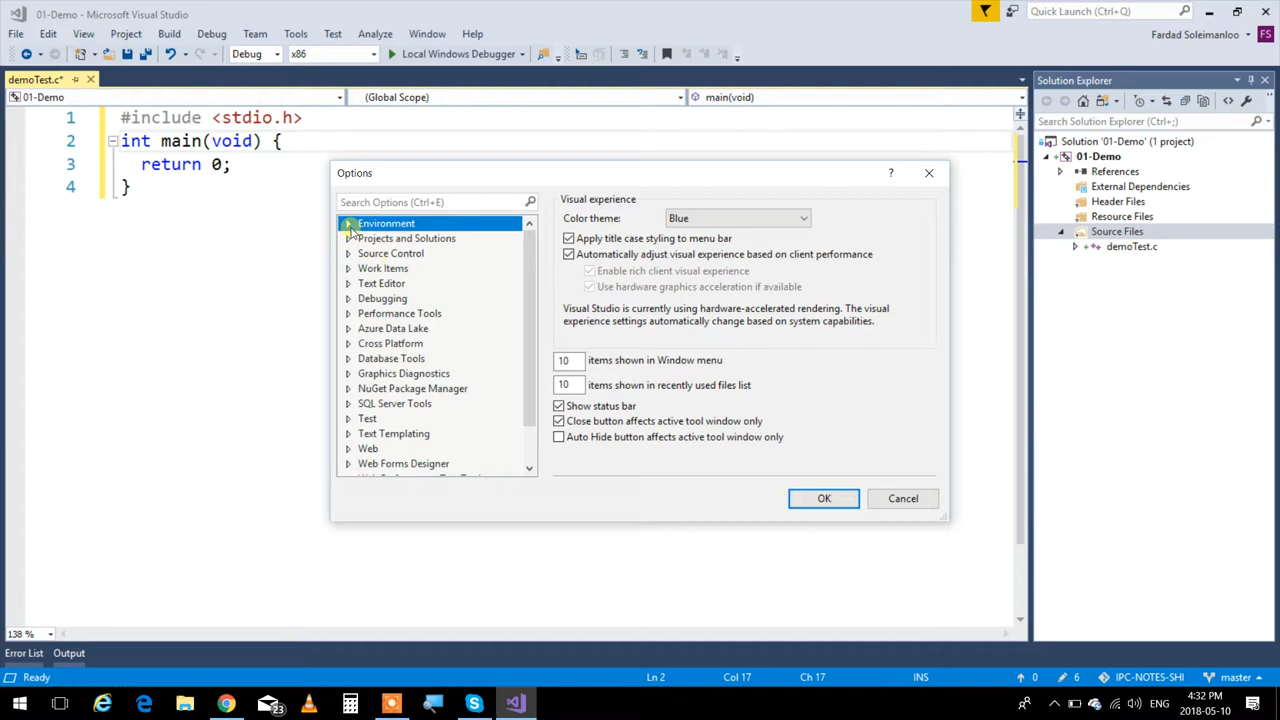 01-Demo - Microsoft Visual Studio
Quick Launch (Ctrl+Q)
File Edit View Project Build Debug Team Tools Test Analyze Window Help
Fardad Soleimanloo FS
Debug x86 Local Windows Debugger
demoTest.c*
01-Demo (Global Scope) main(void)
1 #include <stdio.h>
2 int main(void) {
3 return 0;
4 }
138 %
Options
Search Options (Ctrl+E)
Environment
Projects and Solutions
Source Control
Work Items
Text Editor
Debugging
Performance Tools
Azure Data Lake
Cross Platform
Database Tools
Graphics Diagnostics
NuGet Package Manager
SQL Server Tools
Test
Text Templating
Web
Web Forms Designer
Visual experience
Color theme: Blue
Apply title case styling to menu bar
Automatically adjust visual experience based on client performance
Enable rich client visual experience
Use hardware graphics acceleration if available
Visual Studio is currently using hardware-accelerated rendering. The visual
experience settings automatically change based on system capabilities.
10 items shown in Window menu
10 items shown in recently used files list
Show status bar
Close button affects active tool window only
Auto Hide button affects active tool window only
OK Cancel
Solution Explorer
Search Solution Explorer (Ctrl+;)
Solution '01-Demo' (1 project)
01-Demo
References
External Dependencies
Header Files
Resource Files
Source Files
demoTest.c
Error List Output
Ready Ln 2 Col 17 Ch 17 INS 0 6 IPC-NOTES-SHI master
23
4:32 PM
2018-05-10